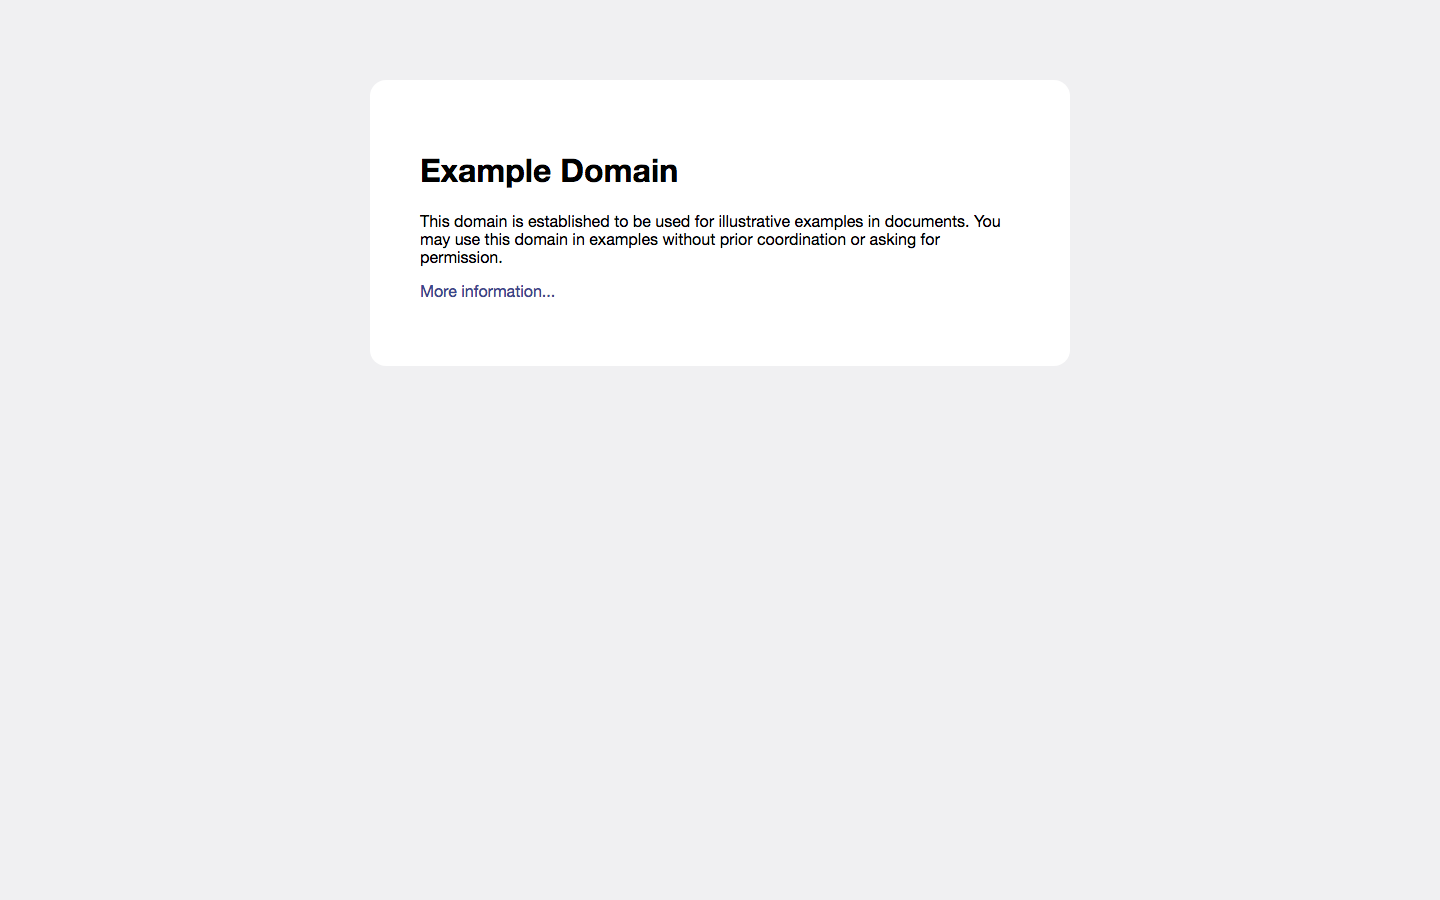 Example Domain
This domain is established to be used for illustrative examples in documents. You
may use this domain in examples without prior coordination or asking for
permission.
More information...